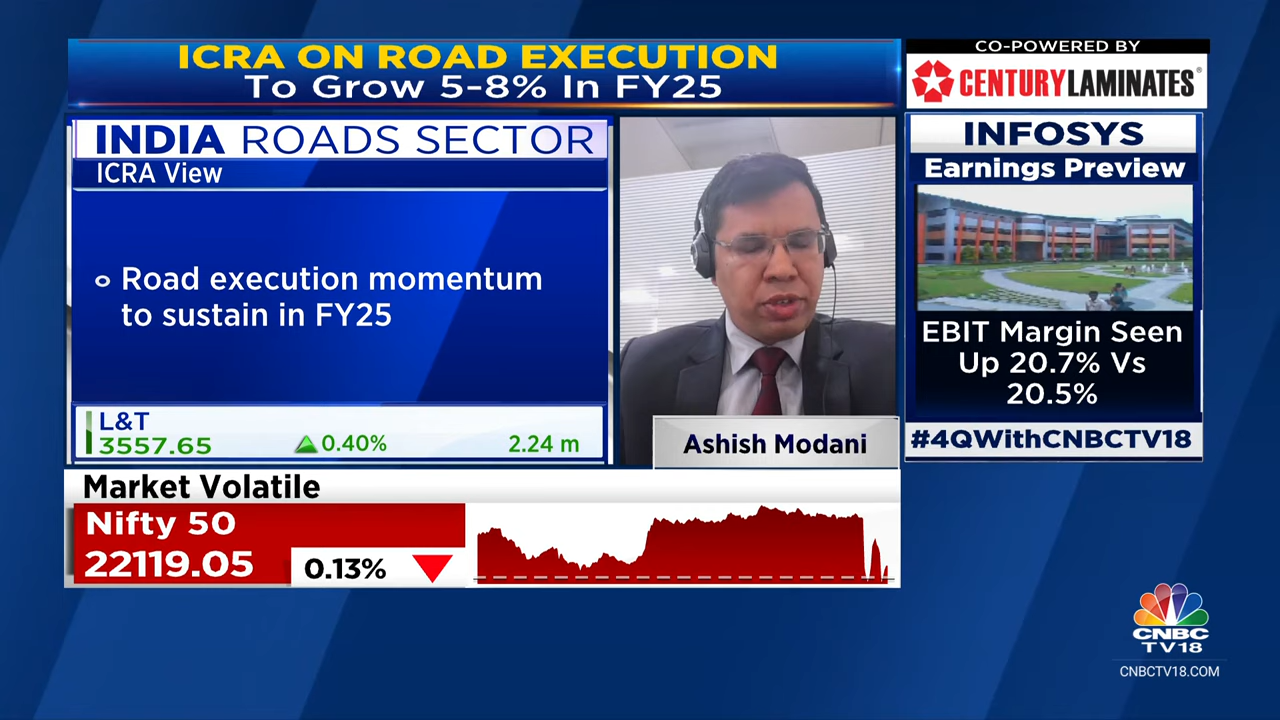 ICRA ON ROAD EXECUTION
To Grow 5-8% In FY25
CO-POWERED BY
CENTURYLAMINATES®
INDIA ROADS SECTOR
ICRA View
Road execution momentum
to sustain in FY25
L&T
3557.65
0.40%
2.24 m
Ashish Modani
INFOSYS
Earnings Preview
EBIT Margin Seen
Up 20.7% Vs
20.5%
#4QWithCNBCTV18
Market Volatile
Nifty 50
22119.05
0.13%
CNBC
TV18
CNBCTV18.COM